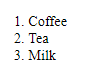 1. Coffee
2. Tea
3. Milk